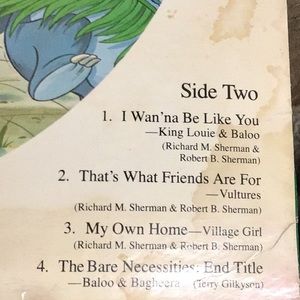 Side Two
1. I Wan'na Be Like You
—King Louie & Baloo
(Richard M. Sherman &
Robert B. Sherman)
2. That's What Friends Are For
—Vultures
(Richard M. Sherman & Robert B. Sherman)
3. My Own Home—Village Girl
(Richard M. Sherman & Robert B. Sherman)
4. The Bare Necessities: End Title
—Baloo & Bagheera (Terry Gilkyson)